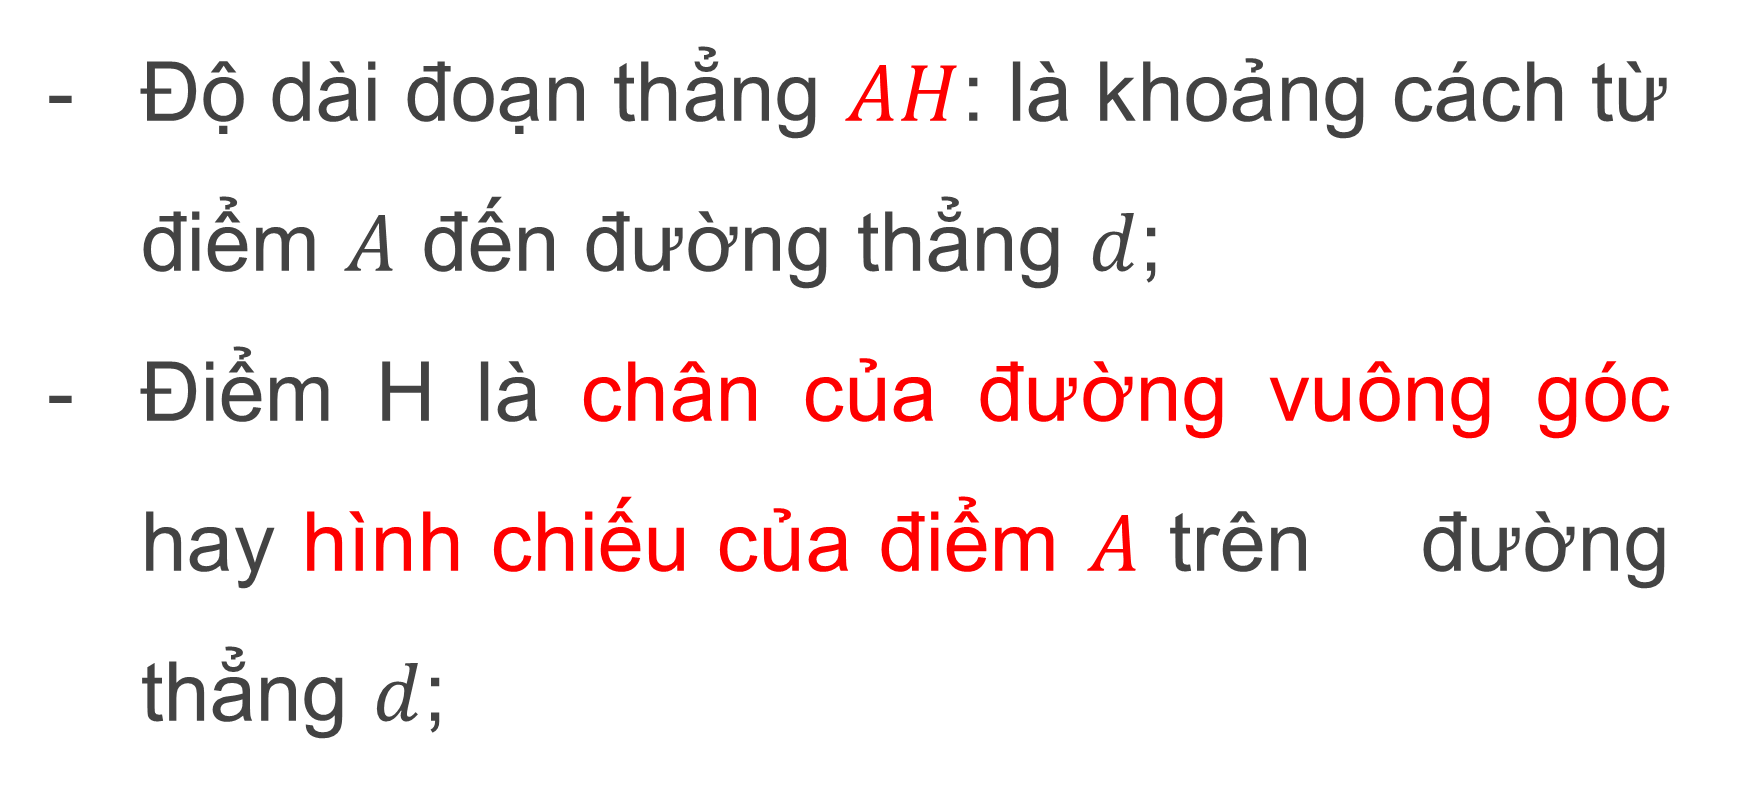 - Độ dài đoạn thẳng AH: là khoảng cách từ
điểm A đến đường thẳng d;
- Điểm H là chân của đường vuông góc
hay hình chiếu của điểm A trên đường
thẳng d;